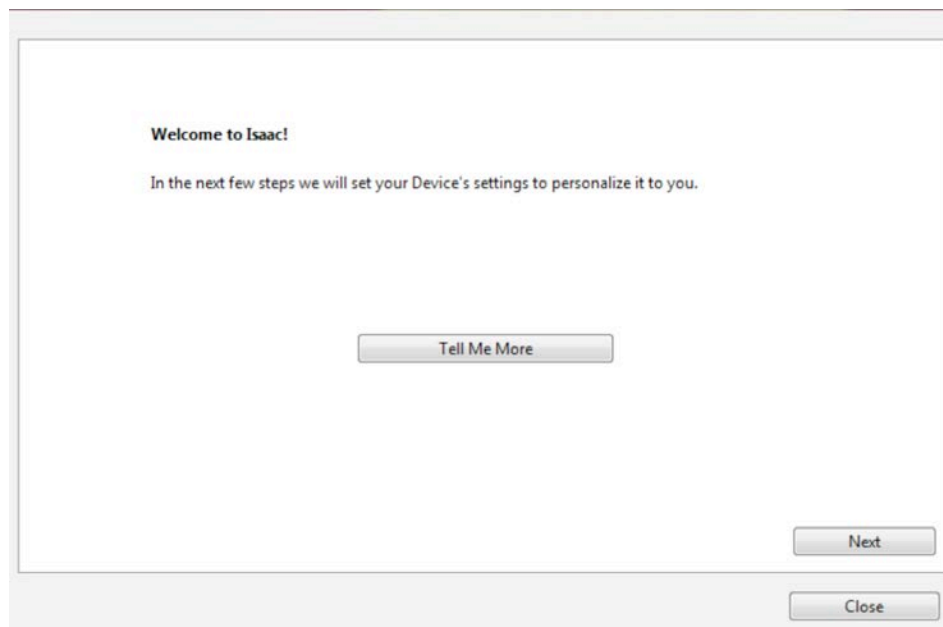 Welcome to Isaac!
In the next few steps we will set your Device's settings to personalize it to you.
Tell Me More
Next
Close